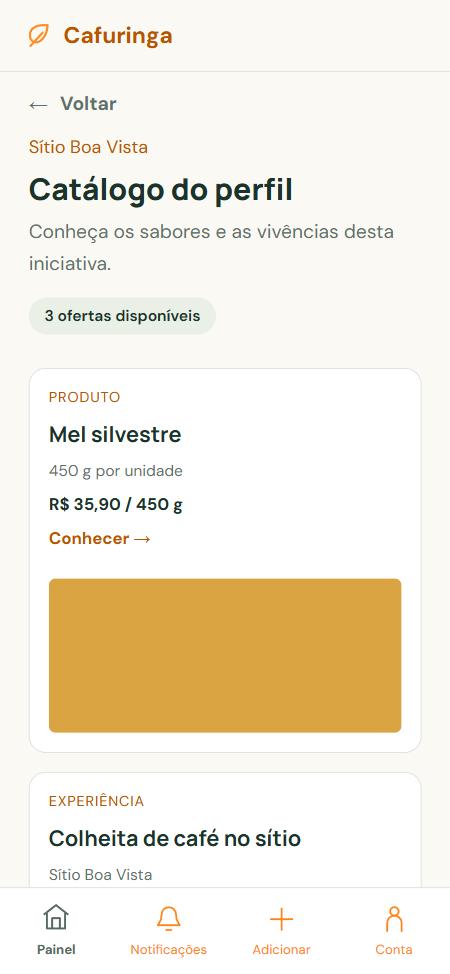 Cafuringa
← Voltar
Sítio Boa Vista
Catálogo do perfil
Conheça os sabores e as vivências desta
iniciativa.
3 ofertas disponíveis
PRODUTO
Mel silvestre
450 g por unidade
R$ 35,90 / 450 g
Conhecer →
EXPERIÊNCIA
Colheita de café no sítio
Sítio Boa Vista
Painel Notificações Adicionar Conta